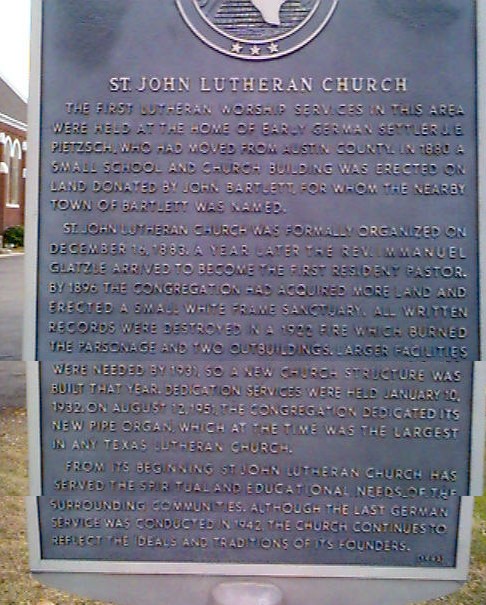 ST. JOHN LUTHERAN CHURCH
THE FIRST LUTHERAN WORSHIP SERVICES IN THIS AREA
WERE HELD AT THE HOME OF EARLY GERMAN SETTLER J.E.
PIETZSCH, WHO HAD MOVED FROM AUSTIN COUNTY. IN 1880 A
SMALL SCHOOL AND CHURCH BUILDING WAS ERECTED ON
LAND DONATED BY JOHN BARTLETT, FOR WHOM THE NEARBY
TOWN OF BARTLETT WAS NAMED.
ST. JOHN LUTHERAN CHURCH WAS FORMALLY ORGANIZED ON
DECEMBER 16, 1883. A YEAR LATER THE REV. IMMANUEL
GLATZLE ARRIVED TO BECOME THE FIRST RESIDENT PASTOR.
BY 1896 THE CONGREGATION HAD ACQUIRED MORE LAND AND
ERECTED A SMALL WHITE FRAME SANCTUARY. ALL WRITTEN
RECORDS WERE DESTROYED IN A 1920 FIRE WHICH BURNED
THE PARSONAGE AND TWO OUTBUILDINGS. LARGER FACILITIES
WERE NEEDED BY 1931, SO A NEW CHURCH STRUCTURE WAS
BUILT THAT YEAR. DEDICATION SERVICES WERE HELD JANUARY 10,
1932. ON AUGUST 12, 1951, THE CONGREGATION DEDICATED ITS
NEW PIPE ORGAN, WHICH AT THE TIME WAS THE LARGEST
IN ANY TEXAS LUTHERAN CHURCH.
FROM ITS BEGINNING ST. JOHN LUTHERAN CHURCH HAS
SERVED THE SPIRITUAL AND EDUCATIONAL NEEDS OF THE
SURROUNDING COMMUNITIES. ALTHOUGH THE LAST GERMAN
SERVICE WAS CONDUCTED IN 1942, THE CHURCH CONTINUES TO
REFLECT THE IDEALS AND TRADITIONS OF ITS FOUNDERS.